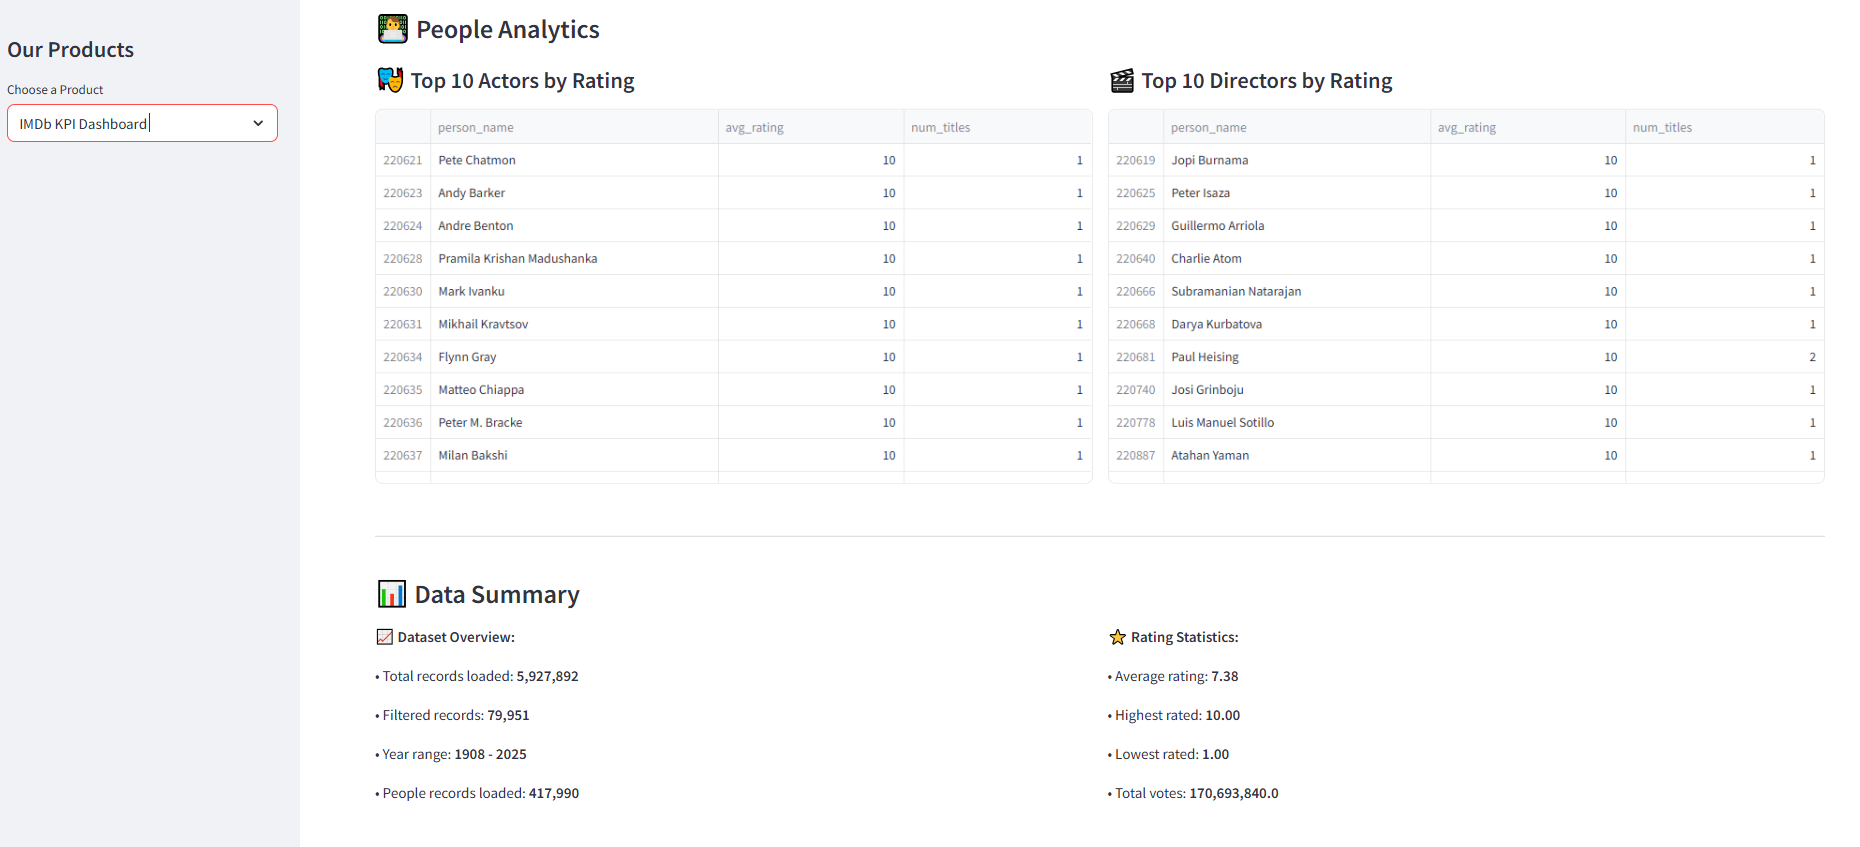 Our Products
Choose a Product
IMDb KPI Dashboard
People Analytics
Top 10 Actors by Rating
person_name avg_rating num_titles
220621 Pete Chatmon 10 1
220623 Andy Barker 10 1
220624 Andre Benton 10 1
220628 Pramila Krishan Madushanka 10 1
220630 Mark Ivanku 10 1
220631 Mikhail Kravtsov 10 1
220634 Flynn Gray 10 1
220635 Matteo Chiappa 10 1
220636 Peter M. Bracke 10 1
220637 Milan Bakshi 10 1
Top 10 Directors by Rating
person_name avg_rating num_titles
220619 Jopi Burnama 10 1
220625 Peter Isaza 10 1
220629 Guillermo Arriola 10 1
220640 Charlie Atom 10 1
220666 Subramanian Natarajan 10 1
220668 Darya Kurbatova 10 1
220681 Paul Heising 10 2
220740 Josi Grinboju 10 1
220778 Luis Manuel Sotillo 10 1
220887 Atahan Yaman 10 1
Data Summary
Dataset Overview:
• Total records loaded: 5,927,892
• Filtered records: 79,951
• Year range: 1908 - 2025
• People records loaded: 417,990
Rating Statistics:
• Average rating: 7.38
• Highest rated: 10.00
• Lowest rated: 1.00
• Total votes: 170,693,840.0